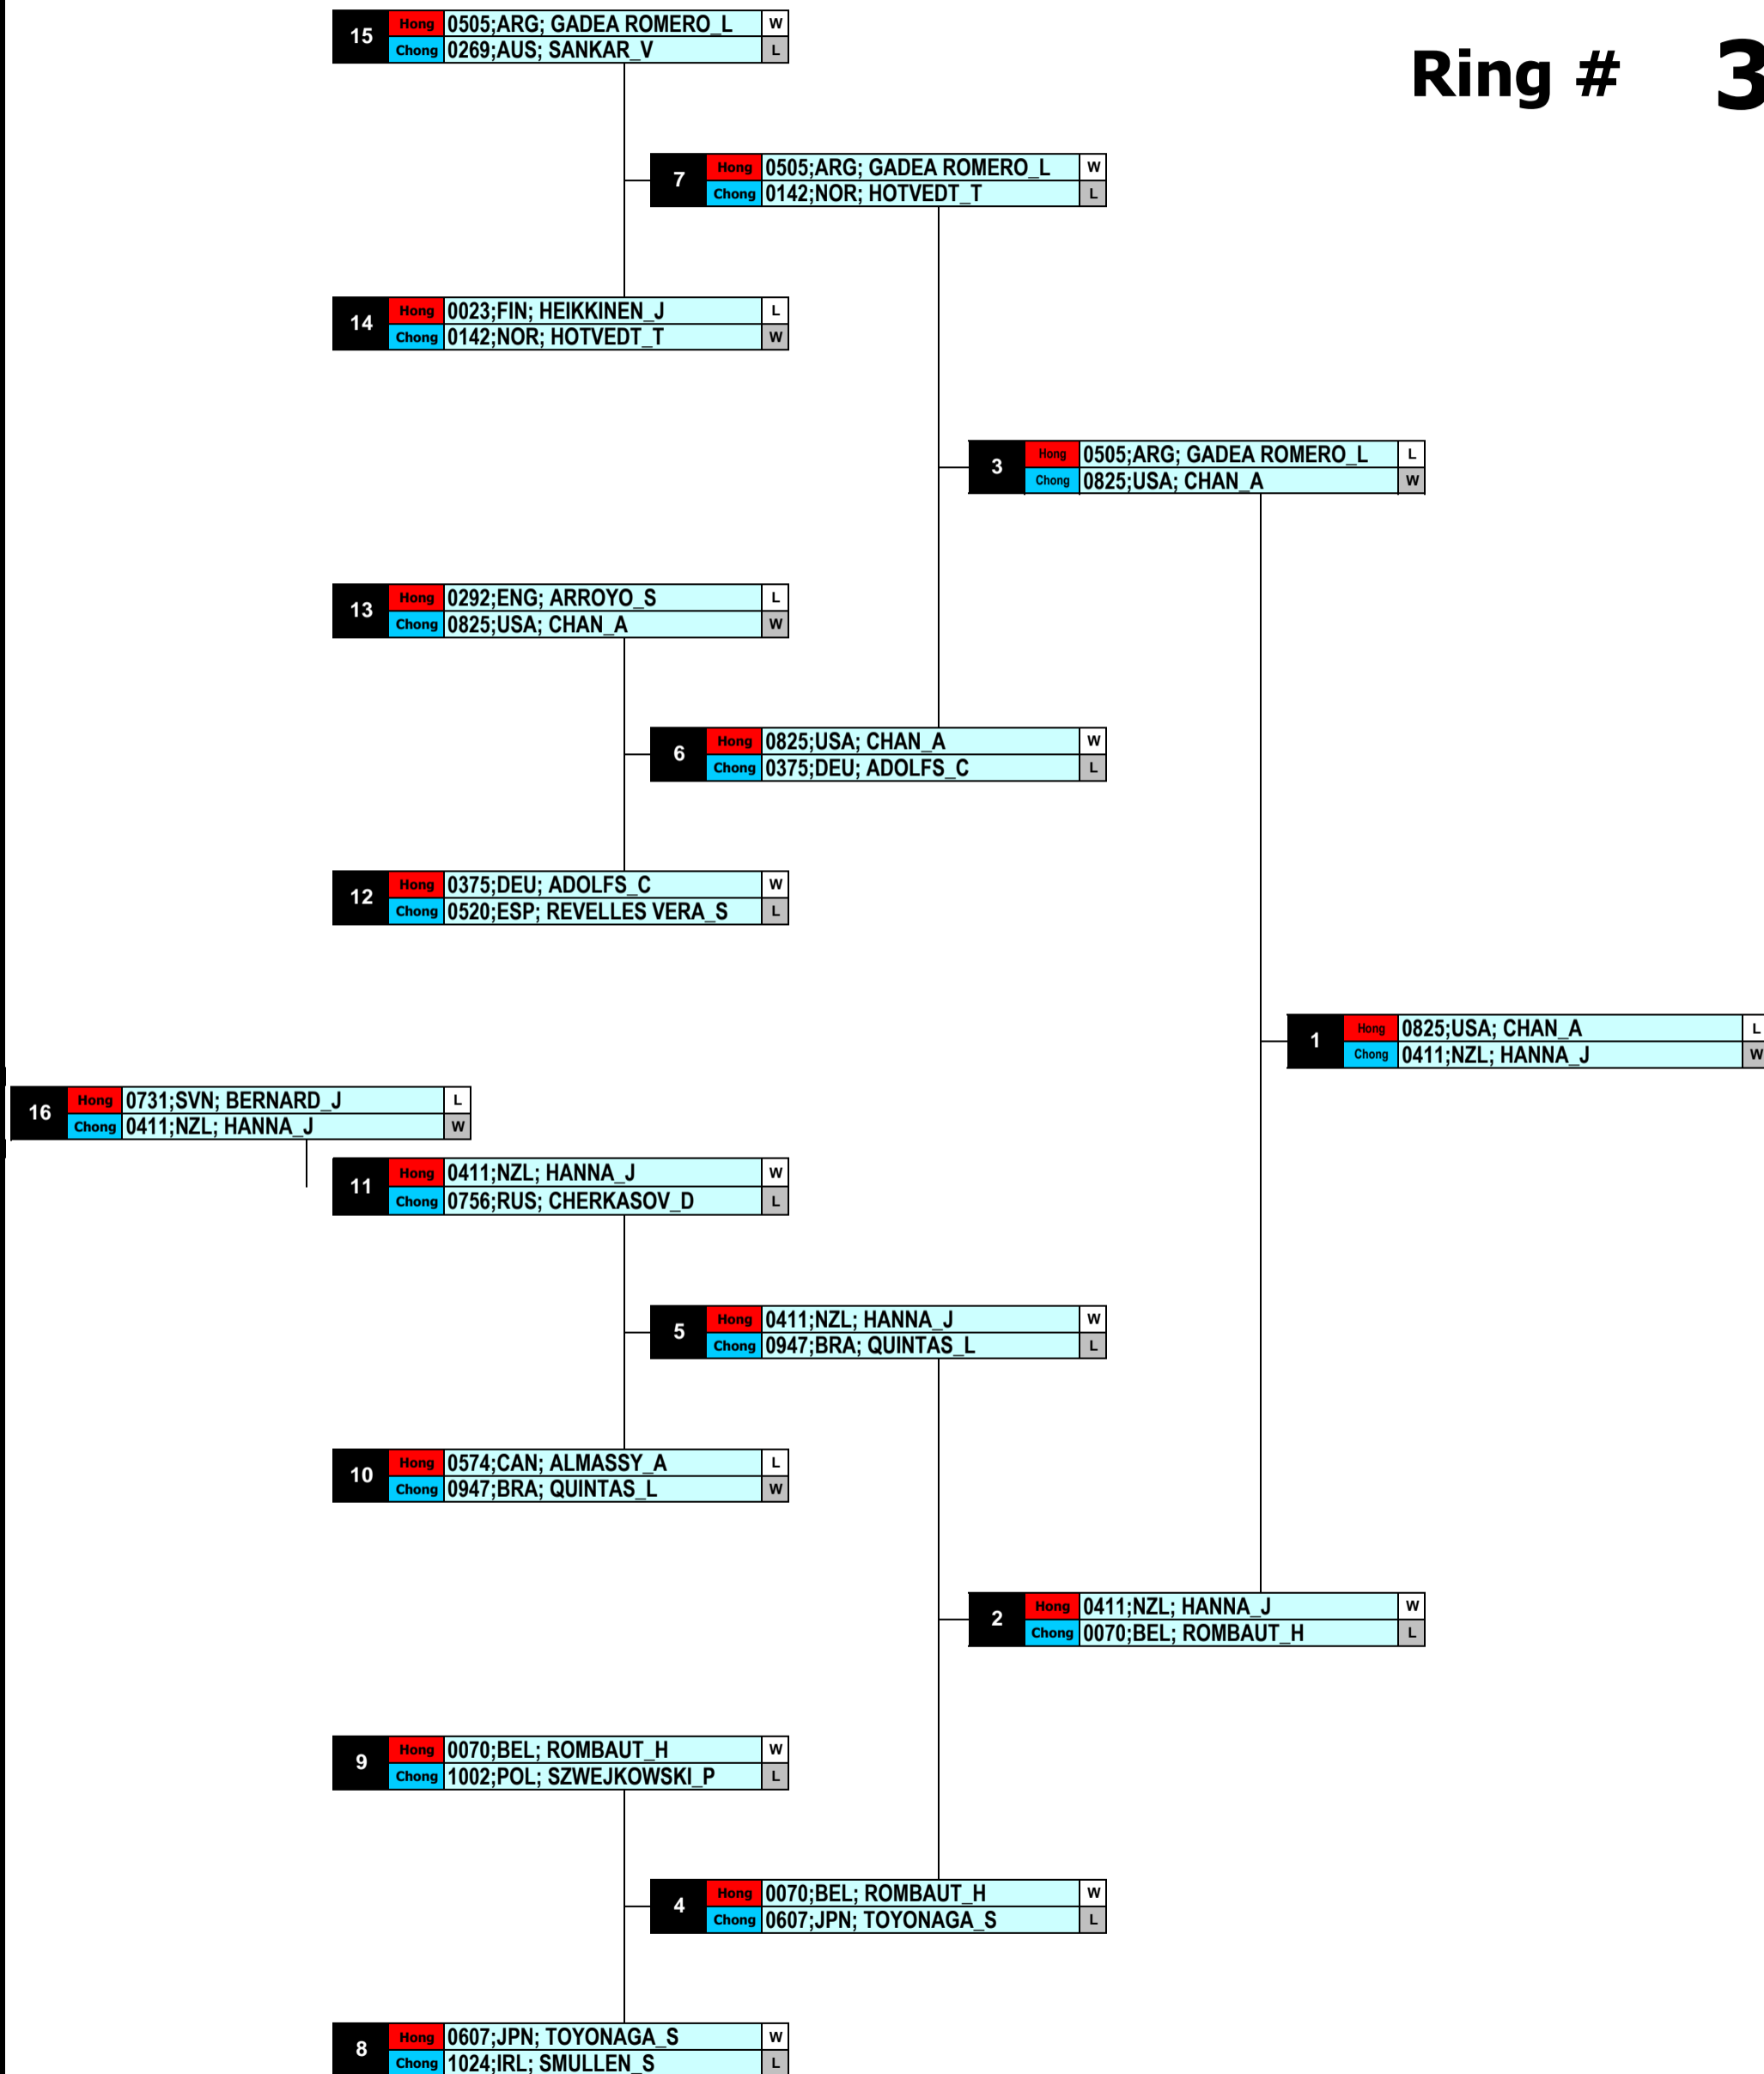 15 Hong 0505;ARG; GADEA ROMERO_L W
Chong 0269;AUS; SANKAR_V L
Ring # 3
7 Hong 0505;ARG; GADEA ROMERO_L W
Chong 0142;NOR; HOTVEDT_T L
14 Hong 0023;FIN; HEIKKINEN_J L
Chong 0142;NOR; HOTVEDT_T W
3 Hong 0505;ARG; GADEA ROMERO_L L
Chong 0825;USA; CHAN_A W
13 Hong 0292;ENG; ARROYO_S L
Chong 0825;USA; CHAN_A W
6 Hong 0825;USA; CHAN_A W
Chong 0375;DEU; ADOLFS_C L
12 Hong 0375;DEU; ADOLFS_C W
Chong 0520;ESP; REVELLES VERA_S L
1 Hong 0825;USA; CHAN_A L
Chong 0411;NZL; HANNA_J W
16 Hong 0731;SVN; BERNARD_J L
Chong 0411;NZL; HANNA_J W
11 Hong 0411;NZL; HANNA_J W
Chong 0756;RUS; CHERKASOV_D L
5 Hong 0411;NZL; HANNA_J W
Chong 0947;BRA; QUINTAS_L L
10 Hong 0574;CAN; ALMASSY_A L
Chong 0947;BRA; QUINTAS_L W
2 Hong 0411;NZL; HANNA_J W
Chong 0070;BEL; ROMBAUT_H L
9 Hong 0070;BEL; ROMBAUT_H W
Chong 1002;POL; SZWEJKOWSKI_P L
4 Hong 0070;BEL; ROMBAUT_H W
Chong 0607;JPN; TOYONAGA_S L
8 Hong 0607;JPN; TOYONAGA_S W
Chong 1024;IRL; SMULLEN_S L